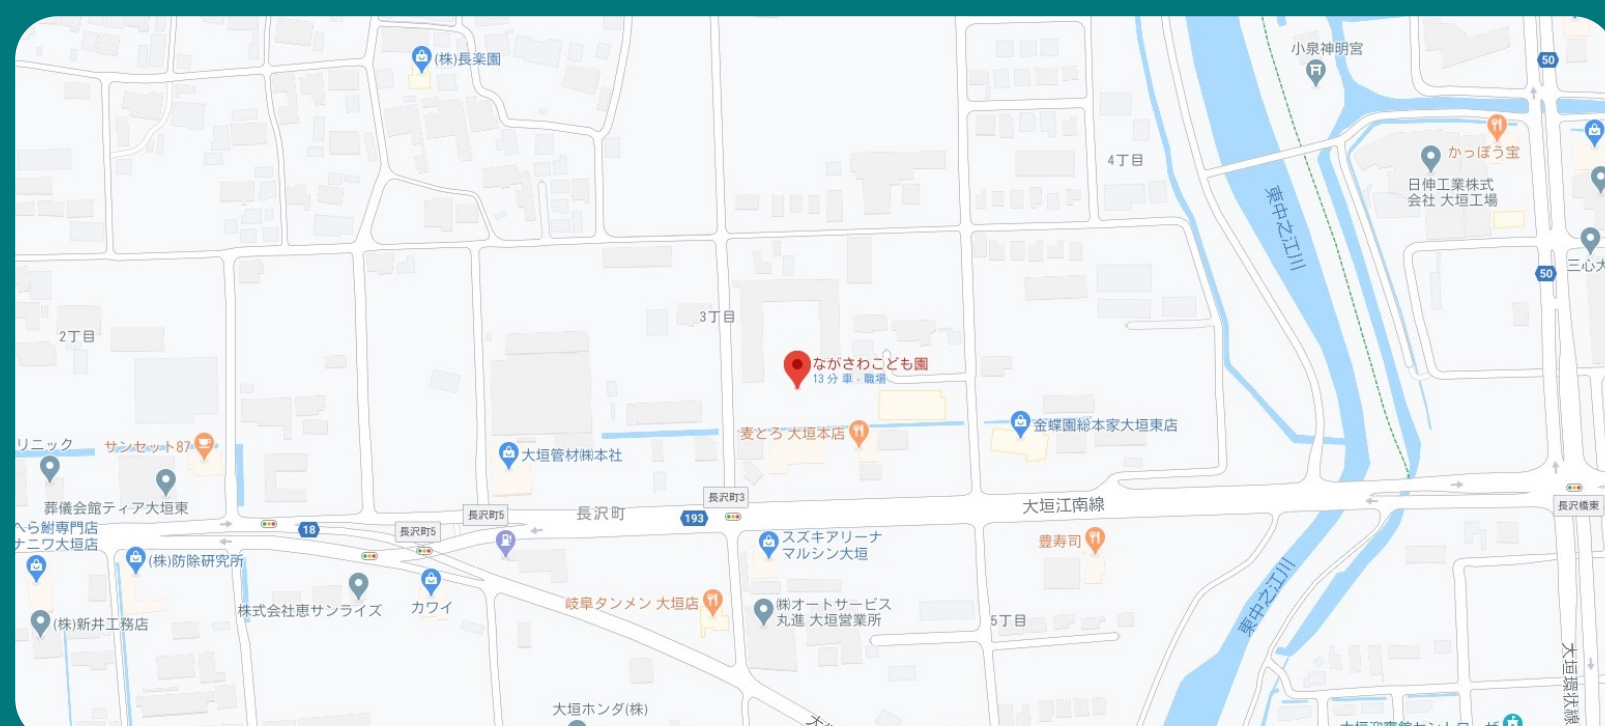 (株)長楽園
小泉神明宮
50
かっぽう宝
4丁目
日伸工業株式
会社 大垣工場
東中之江川
三心大
50
2丁目
3丁目
ながさわこども園
13 分 車 - 職場
リニック
サンセット87
麦とろ 大垣本店
金蝶園総本家大垣東店
大垣管材㈱本社
葬儀会館ティア大垣東
長沢町3
長沢町5
長沢町
193
大垣江南線
長沢橋東
へら鮒専門店
ナニワ大垣店
18
長沢町5
スズキアリーナ
マルシン大垣
豊寿司
(株)防除研究所
株式会社恵サンライズ
カワイ
岐阜タンメン 大垣店
㈱オートサービス
丸進 大垣営業所
東中之江川
(株)新井工務店
5丁目
大垣環状線
大垣ホンダ(株)